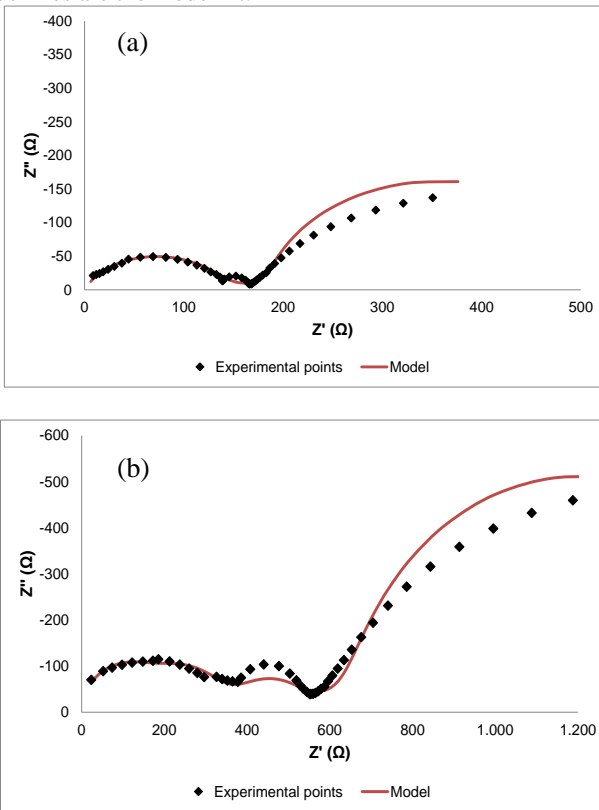 (a)
-400
-350
-300
-250
-200
-150
-100
-50
0
Z'' (Ω)
0 100 200 300 400 500
Z' (Ω)
Experimental points Model
(b)
-600
-500
-400
-300
-200
-100
0
Z'' (Ω)
0 200 400 600 800 1.000 1.200
Z' (Ω)
Experimental points Model